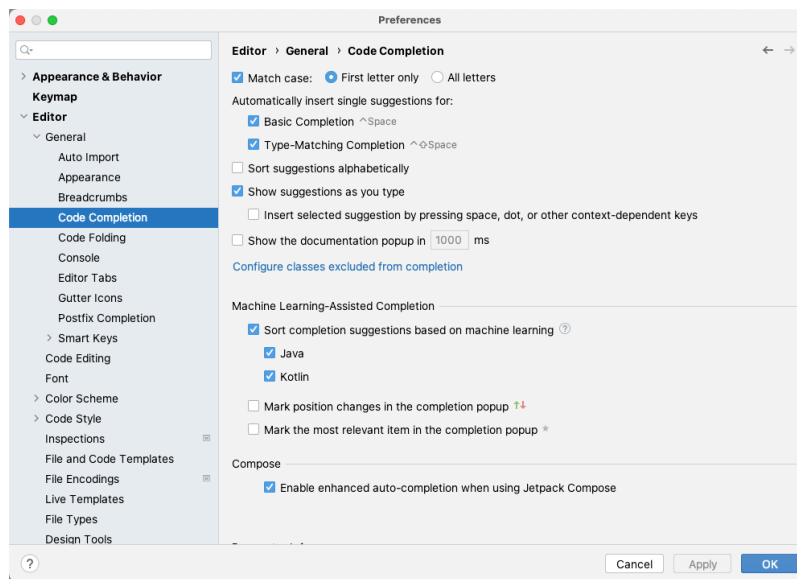 Preferences
Appearance & Behavior
Keymap
Editor
General
Auto Import
Appearance
Breadcrumbs
Code Completion
Code Folding
Console
Editor Tabs
Gutter Icons
Postfix Completion
Smart Keys
Code Editing
Font
Color Scheme
Code Style
Inspections
File and Code Templates
File Encodings
Live Templates
File Types
Design Tools
Editor › General › Code Completion
Match case: First letter only All letters
Automatically insert single suggestions for:
Basic Completion ^Space
Type-Matching Completion ^⇧Space
Sort suggestions alphabetically
Show suggestions as you type
Insert selected suggestion by pressing space, dot, or other context-dependent keys
Show the documentation popup in 1000 ms
Configure classes excluded from completion
Machine Learning-Assisted Completion
Sort completion suggestions based on machine learning ?
Java
Kotlin
Mark position changes in the completion popup ↑↓
Mark the most relevant item in the completion popup ★
Compose
Enable enhanced auto-completion when using Jetpack Compose
? Cancel Apply OK